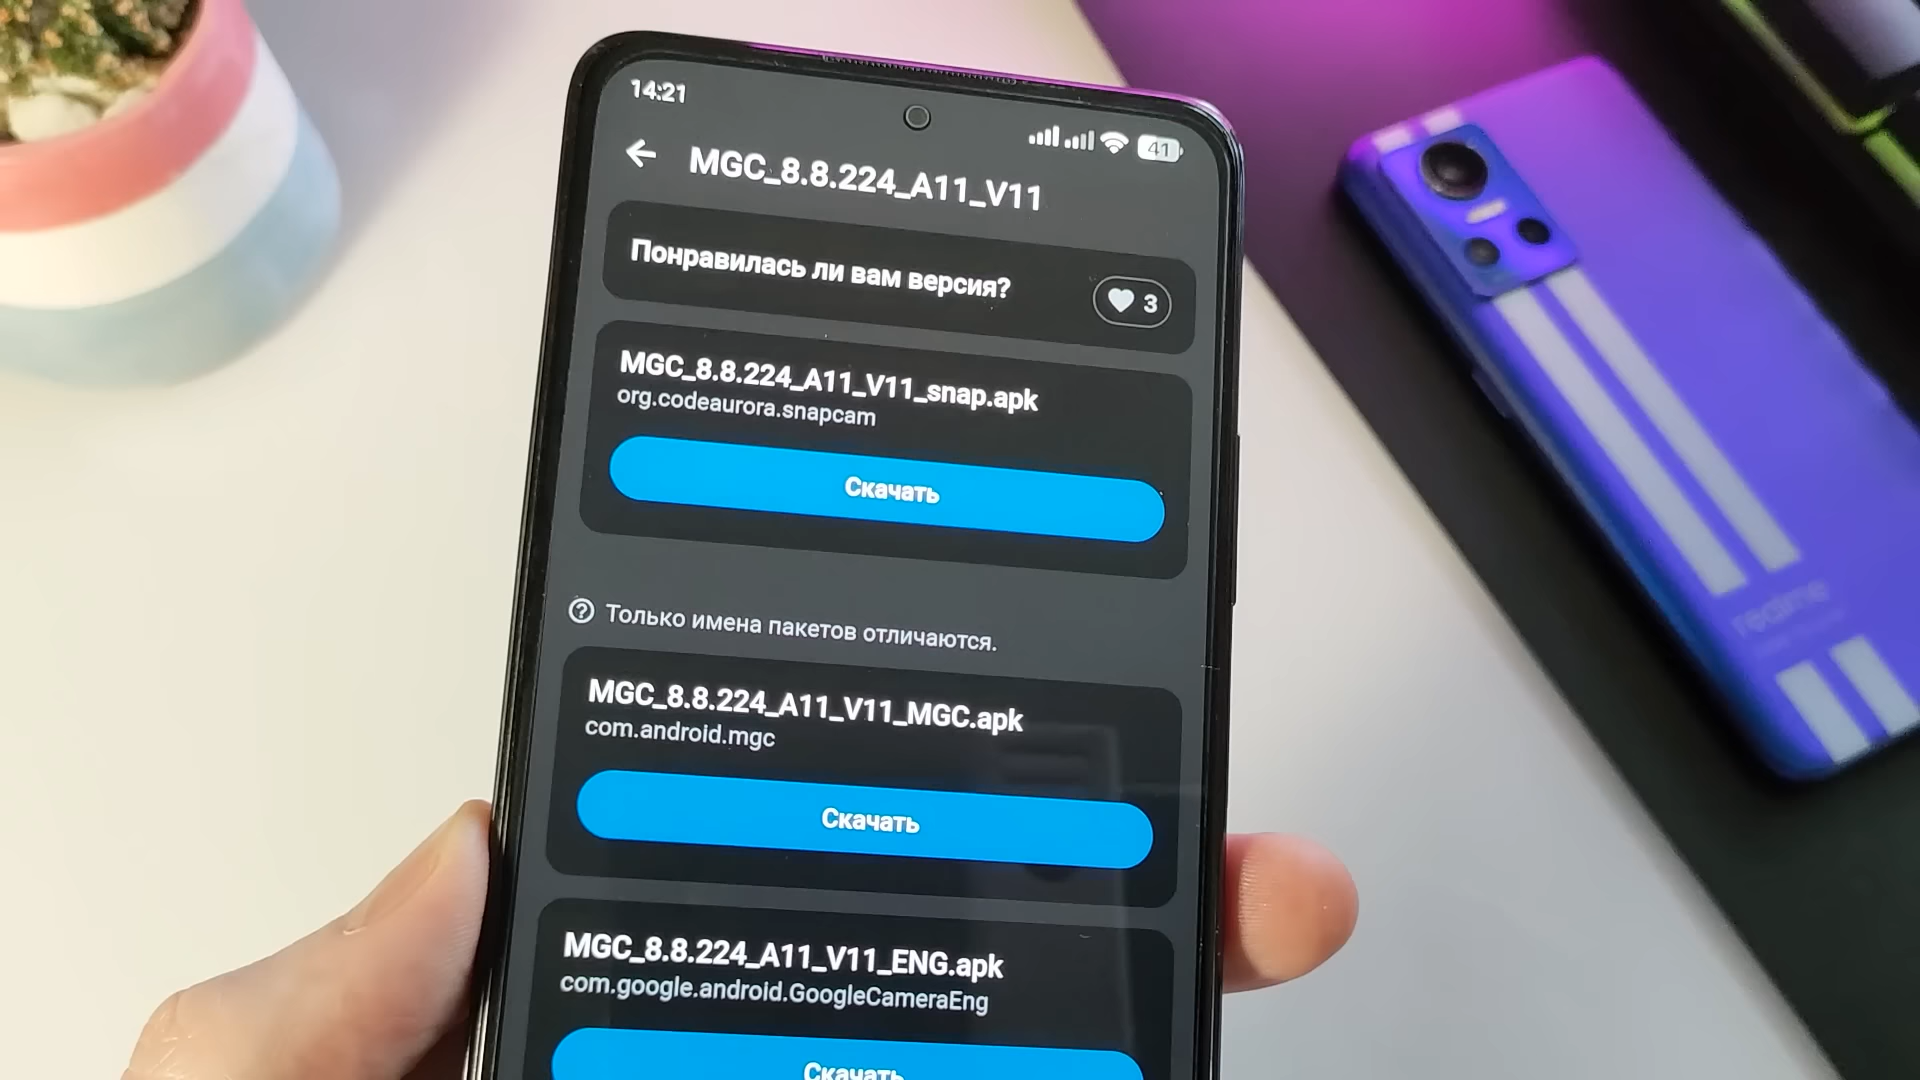 14:21
41
MGC_8.8.224_A11_V11
Понравилась ли вам версия?
3
MGC_8.8.224_A11_V11_snap.apk
org.codeaurora.snapcam
Скачать
Только имена пакетов отличаются.
MGC_8.8.224_A11_V11_MGC.apk
com.android.mgc
Скачать
MGC_8.8.224_A11_V11_ENG.apk
com.google.android.GoogleCameraEng
Скачать
realme